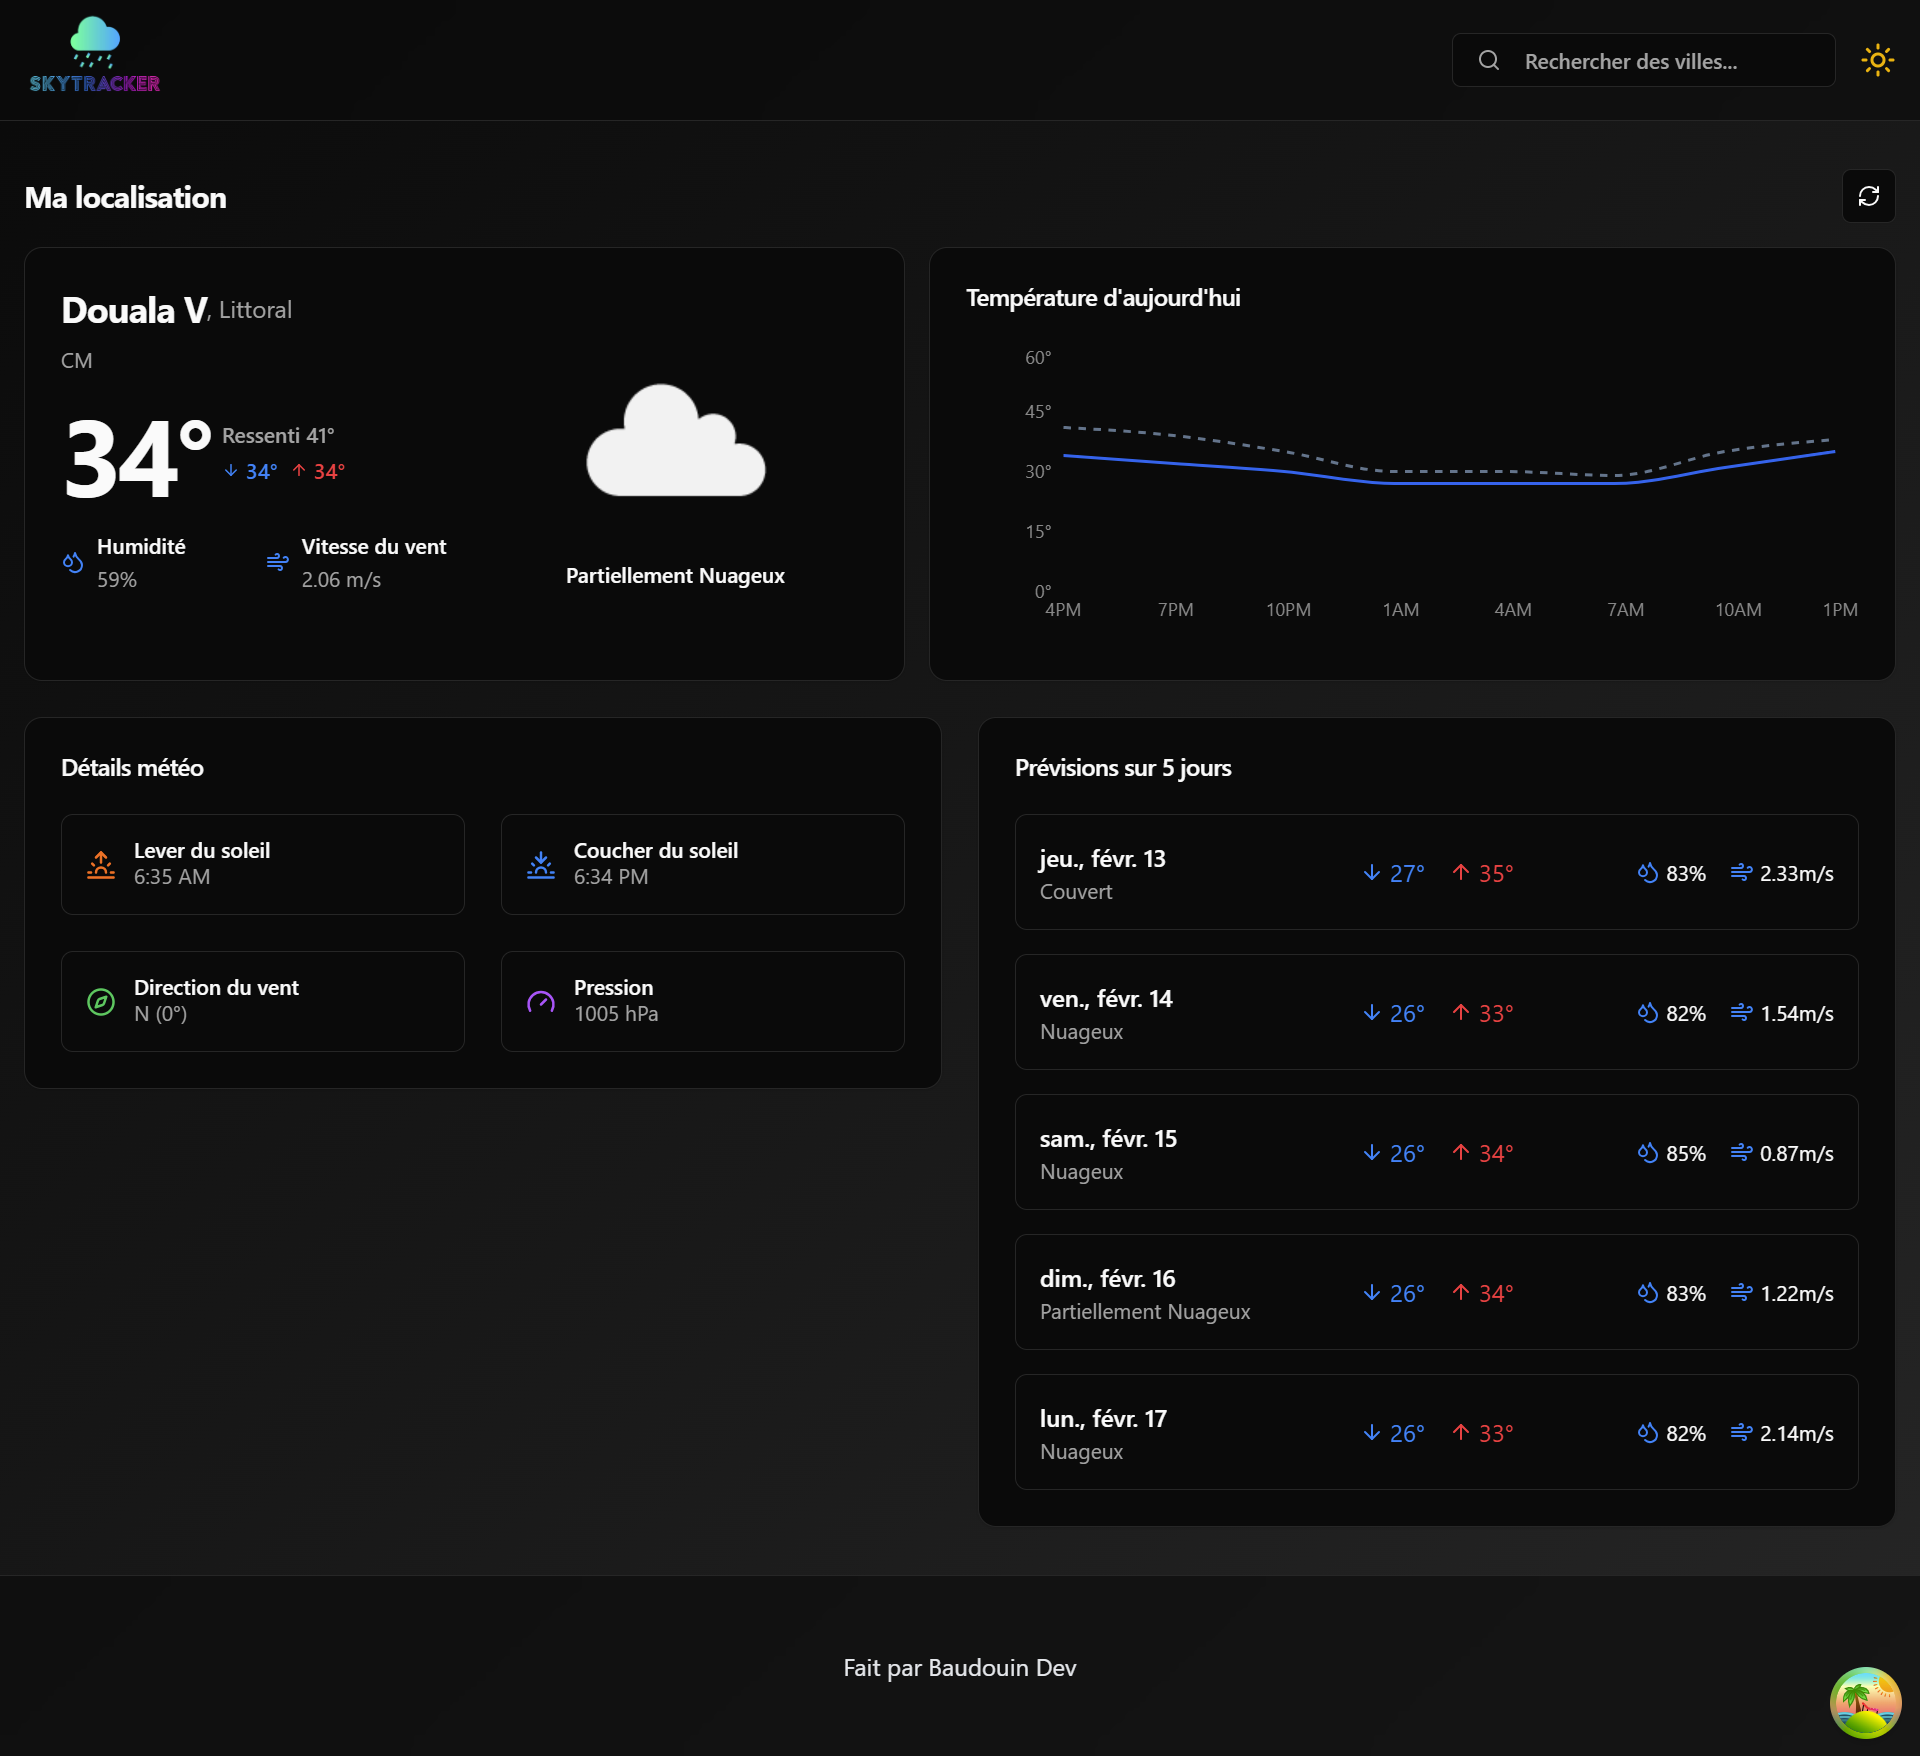 SKYTRACKER
Rechercher des villes...
Ma localisation
Douala V, Littoral
CM
34°
Ressenti 41°
34° 34°
Humidité
59%
Vitesse du vent
2.06 m/s
Partiellement Nuageux
Température d'aujourd'hui
60°
45°
30°
15°
0°
4PM 7PM 10PM 1AM 4AM 7AM 10AM 1PM
Détails météo
Lever du soleil
6:35 AM
Coucher du soleil
6:34 PM
Direction du vent
N (0°)
Pression
1005 hPa
Prévisions sur 5 jours
jeu., févr. 13
Couvert
27° 35° 83% 2.33m/s
ven., févr. 14
Nuageux
26° 33° 82% 1.54m/s
sam., févr. 15
Nuageux
26° 34° 85% 0.87m/s
dim., févr. 16
Partiellement Nuageux
26° 34° 83% 1.22m/s
lun., févr. 17
Nuageux
26° 33° 82% 2.14m/s
Fait par Baudouin Dev